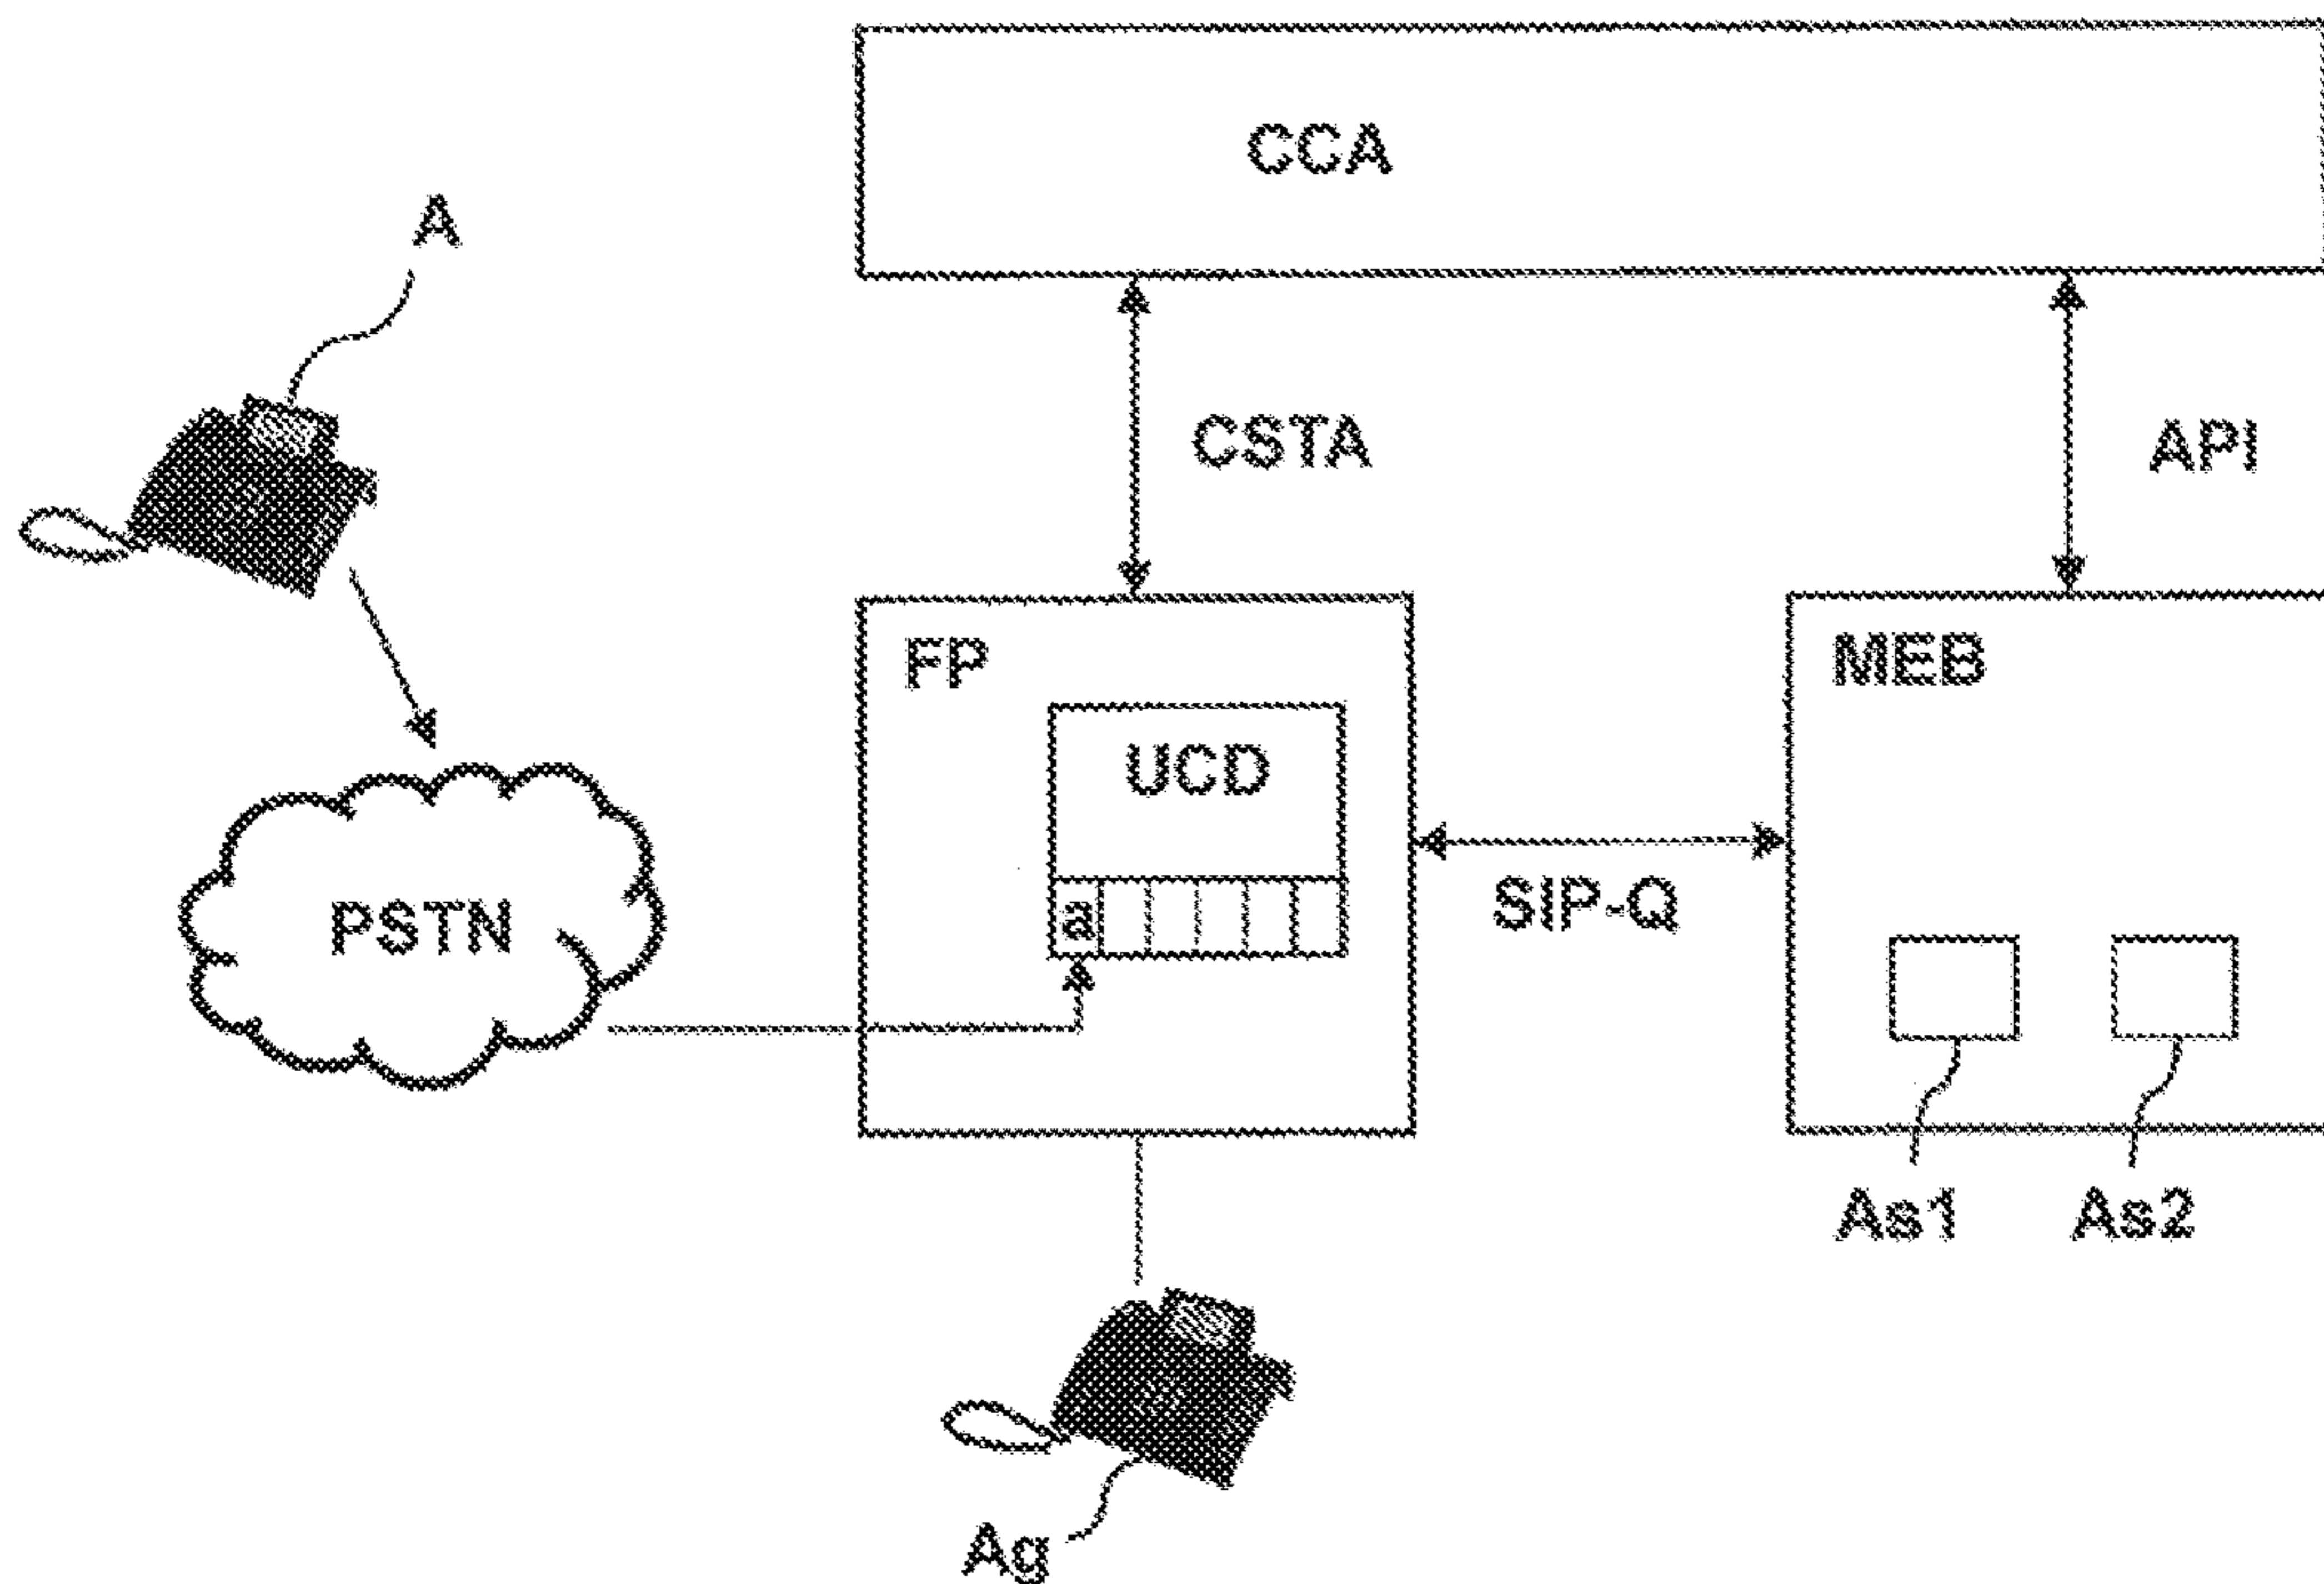 CCA
A
CSTA
API
FP
MEB
UCD
a
PSTN
SIP-Q
As1
As2
Ag